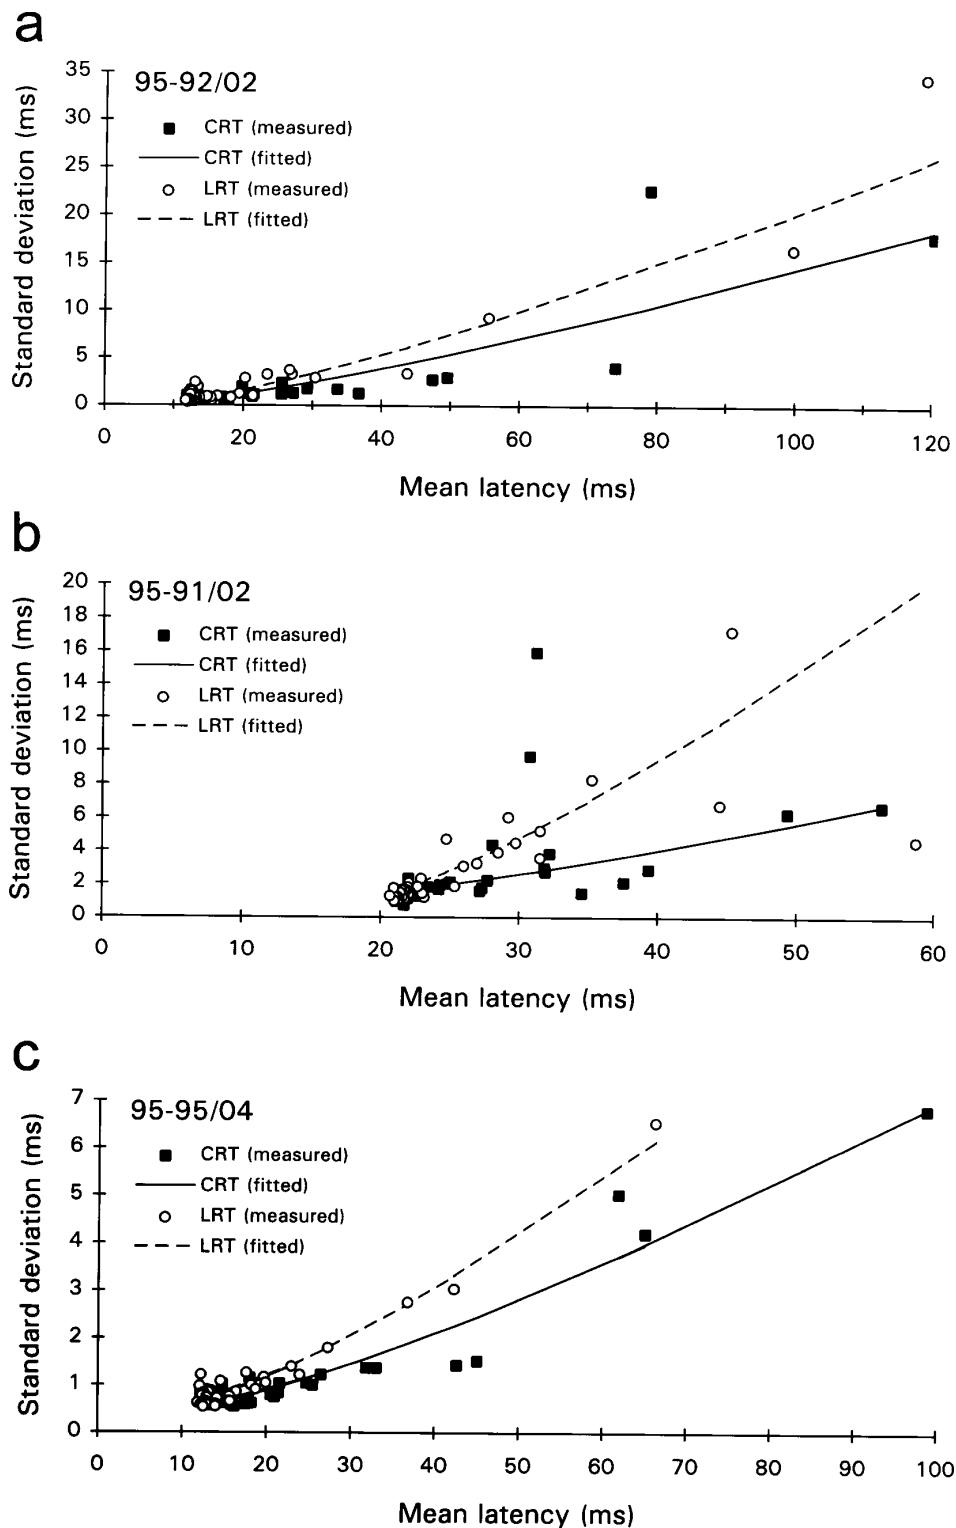 a
35
30
25
20
15
10
5
0
Standard deviation (ms)
95-92/02
CRT (measured)
CRT (fitted)
LRT (measured)
LRT (fitted)
0 20 40 60 80 100 120
Mean latency (ms)
b
20
18
16
14
12
10
8
6
4
2
0
Standard deviation (ms)
95-91/02
CRT (measured)
CRT (fitted)
LRT (measured)
LRT (fitted)
0 10 20 30 40 50 60
Mean latency (ms)
c
7
6
5
4
3
2
1
0
Standard deviation (ms)
95-95/04
CRT (measured)
CRT (fitted)
LRT (measured)
LRT (fitted)
0 10 20 30 40 50 60 70 80 90 100
Mean latency (ms)